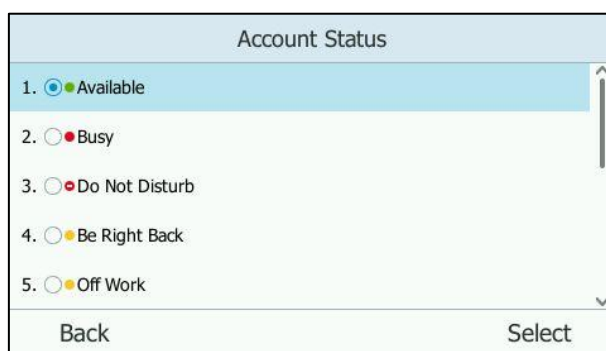 Account Status
1. Available
2. Busy
3. Do Not Disturb
4. Be Right Back
5. Off Work
Back Select